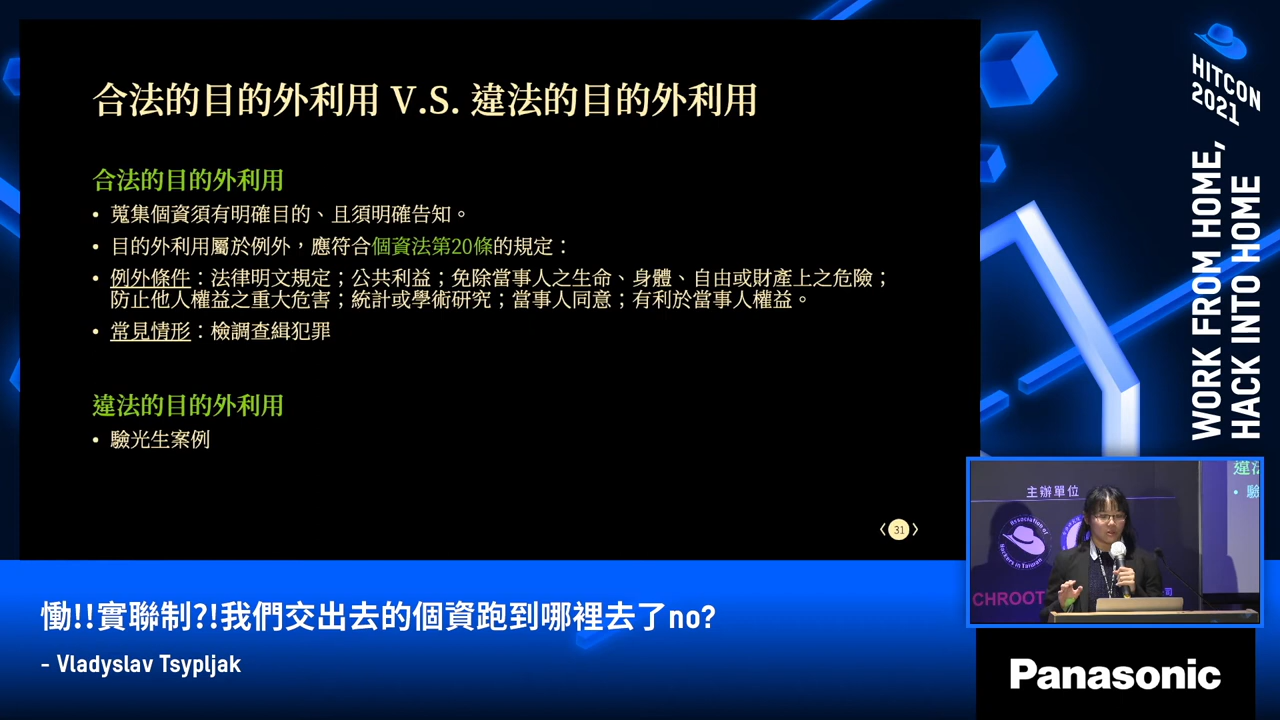 合法的目的外利用 V.S. 違法的目的外利用
合法的目的外利用
• 蒐集個資須有明確目的、且須明確告知。
• 目的外利用屬於例外，應符合個資法第20條的規定：
• 例外條件：法律明文規定；公共利益；免除當事人之生命、身體、自由或財產上之危險；
防止他人權益之重大危害；統計或學術研究；當事人同意；有利於當事人權益。
• 常見情形：檢調查緝犯罪
違法的目的外利用
• 驗光生案例
31
HITCON
2021
WORK FROM HOME,
HACK INTO HOME
違法
• 驗
主辦單位
Association of
Hackers in Taiwan
CHROOT
司
慟!!實聯制?!我們交出去的個資跑到哪裡去了no?
- Vladyslav Tsypljak
Panasonic